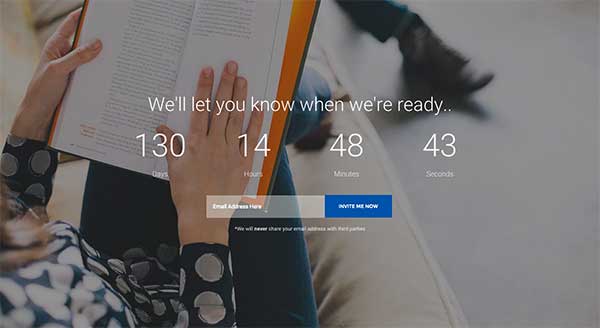 We'll let you know when we're ready..
130 14 48 43
Days Hours Minutes Seconds
Email Address Here
INVITE ME NOW
*We will never share your email address with third parties